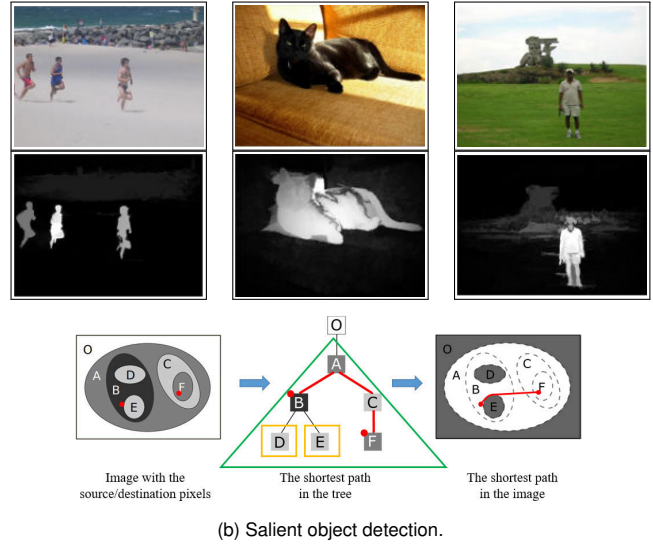 O
A
B
C
D
E
F
O
A
B
C
D
E
F
O
A
B
C
D
E
F
Image with the
source/destination pixels
The shortest path
in the tree
The shortest path
in the image
(b) Salient object detection.